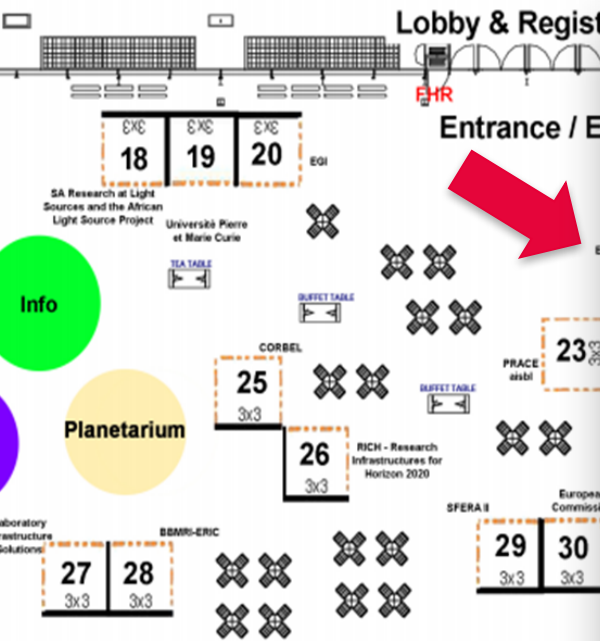 Lobby & Regist
FHR
Entrance / E
3x3 3x3 3x3
18 19 20
EGI
SA Research at Light
Sources and the African
Light Source Project
Université Pierre
et Marie Curie
TEA TABLE
Info
BUFFET TABLE
23
3x3
PRACE
aisbl
CORBEL
25
3x3
BUFFET TABLE
Planetarium
26
3x3
RICH - Research
Infrastructures for
Horizon 2020
Europea
Commissi
SFERA II
29 30
3x3 3x3
aboratory
rastructure
Solutions
BBMRI-ERIC
27 28
3x3 3x3